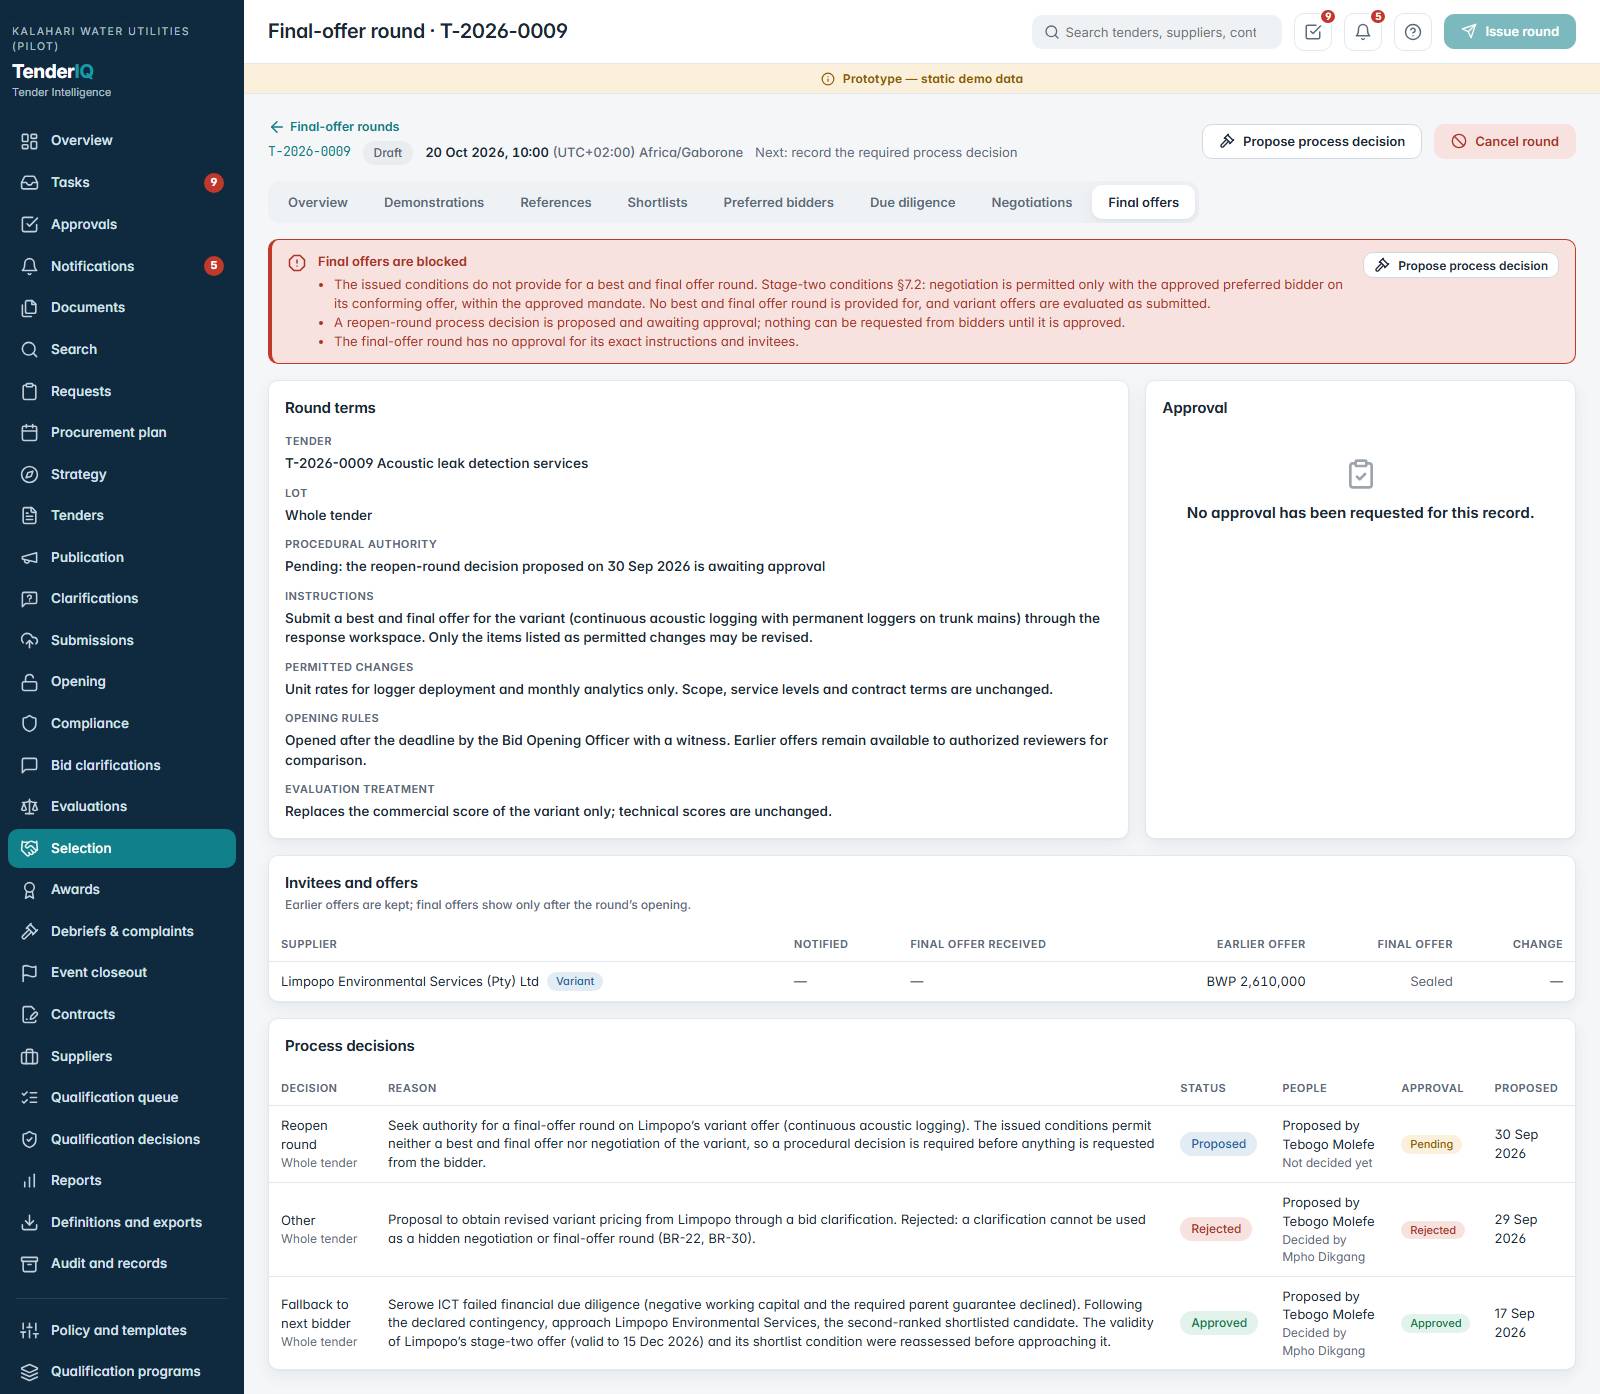 KALAHARI WATER UTILITIES
(PILOT)
TenderIQ
Tender Intelligence
Overview
Tasks 9
Approvals
Notifications 5
Documents
Search
Requests
Procurement plan
Strategy
Tenders
Publication
Clarifications
Submissions
Opening
Compliance
Bid clarifications
Evaluations
Selection
Awards
Debriefs & complaints
Event closeout
Contracts
Suppliers
Qualification queue
Qualification decisions
Reports
Definitions and exports
Audit and records
Policy and templates
Qualification programs
Final-offer round · T-2026-0009
Search tenders, suppliers, cont
9
5
Issue round
Prototype — static demo data
Final-offer rounds
T-2026-0009 Draft 20 Oct 2026, 10:00 (UTC+02:00) Africa/Gaborone Next: record the required process decision
Propose process decision
Cancel round
Overview Demonstrations References Shortlists Preferred bidders Due diligence Negotiations Final offers
Final offers are blocked
Propose process decision
• The issued conditions do not provide for a best and final offer round. Stage-two conditions §7.2: negotiation is permitted only with the approved preferred bidder on
its conforming offer, within the approved mandate. No best and final offer round is provided for, and variant offers are evaluated as submitted.
• A reopen-round process decision is proposed and awaiting approval; nothing can be requested from bidders until it is approved.
• The final-offer round has no approval for its exact instructions and invitees.
Round terms
TENDER
T-2026-0009 Acoustic leak detection services
LOT
Whole tender
PROCEDURAL AUTHORITY
Pending: the reopen-round decision proposed on 30 Sep 2026 is awaiting approval
INSTRUCTIONS
Submit a best and final offer for the variant (continuous acoustic logging with permanent loggers on trunk mains) through the
response workspace. Only the items listed as permitted changes may be revised.
PERMITTED CHANGES
Unit rates for logger deployment and monthly analytics only. Scope, service levels and contract terms are unchanged.
OPENING RULES
Opened after the deadline by the Bid Opening Officer with a witness. Earlier offers remain available to authorized reviewers for
comparison.
EVALUATION TREATMENT
Replaces the commercial score of the variant only; technical scores are unchanged.
Approval
No approval has been requested for this record.
Invitees and offers
Earlier offers are kept; final offers show only after the round's opening.
SUPPLIER NOTIFIED FINAL OFFER RECEIVED EARLIER OFFER FINAL OFFER CHANGE
Limpopo Environmental Services (Pty) Ltd Variant — — BWP 2,610,000 Sealed —
Process decisions
DECISION REASON STATUS PEOPLE APPROVAL PROPOSED
Reopen
round
Whole tender
Seek authority for a final-offer round on Limpopo's variant offer (continuous acoustic logging). The issued conditions permit
neither a best and final offer nor negotiation of the variant, so a procedural decision is required before anything is requested
from the bidder.
Proposed
Proposed by
Tebogo Molefe
Not decided yet
Pending
30 Sep
2026
Other
Whole tender
Proposal to obtain revised variant pricing from Limpopo through a bid clarification. Rejected: a clarification cannot be used
as a hidden negotiation or final-offer round (BR-22, BR-30).
Rejected
Proposed by
Tebogo Molefe
Decided by
Mpho Dikgang
Rejected
29 Sep
2026
Fallback to
next bidder
Whole tender
Serowe ICT failed financial due diligence (negative working capital and the required parent guarantee declined). Following
the declared contingency, approach Limpopo Environmental Services, the second-ranked shortlisted candidate. The validity
of Limpopo's stage-two offer (valid to 15 Dec 2026) and its shortlist condition were reassessed before approaching it.
Approved
Proposed by
Tebogo Molefe
Decided by
Mpho Dikgang
Approved
17 Sep
2026